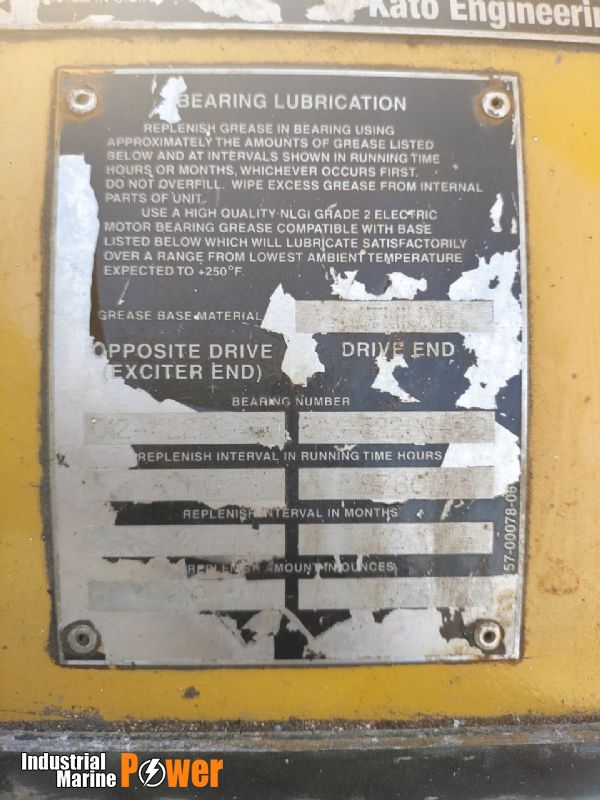 Kato Engineerin
BEARING LUBRICATION
REPLENISH GREASE IN BEARING USING
APPROXIMATELY THE AMOUNTS OF GREASE LISTED
BELOW AND AT INTERVALS SHOWN IN RUNNING TIME
HOURS OR MONTHS, WHICHEVER OCCURS FIRST.
DO NOT OVERFILL. WIPE EXCESS GREASE FROM INTERNAL
PARTS OF UNIT.
USE A HIGH QUALITY NLGI GRADE 2 ELECTRIC
MOTOR BEARING GREASE COMPATIBLE WITH BASE
LISTED BELOW WHICH WILL LUBRICATE SATISFACTORILY
OVER A RANGE FROM LOWEST AMBIENT TEMPERATURE
EXPECTED TO +250°F.
GREASE BASE MATERIAL
OPPOSITE DRIVE
(EXCITER END)
DRIVE END
BEARING NUMBER
REPLENISH INTERVAL IN RUNNING TIME HOURS
REPLENISH INTERVAL IN MONTHS
REPLENISH AMOUNT IN OUNCES
57-00078-06
Industrial
Marine
POWER